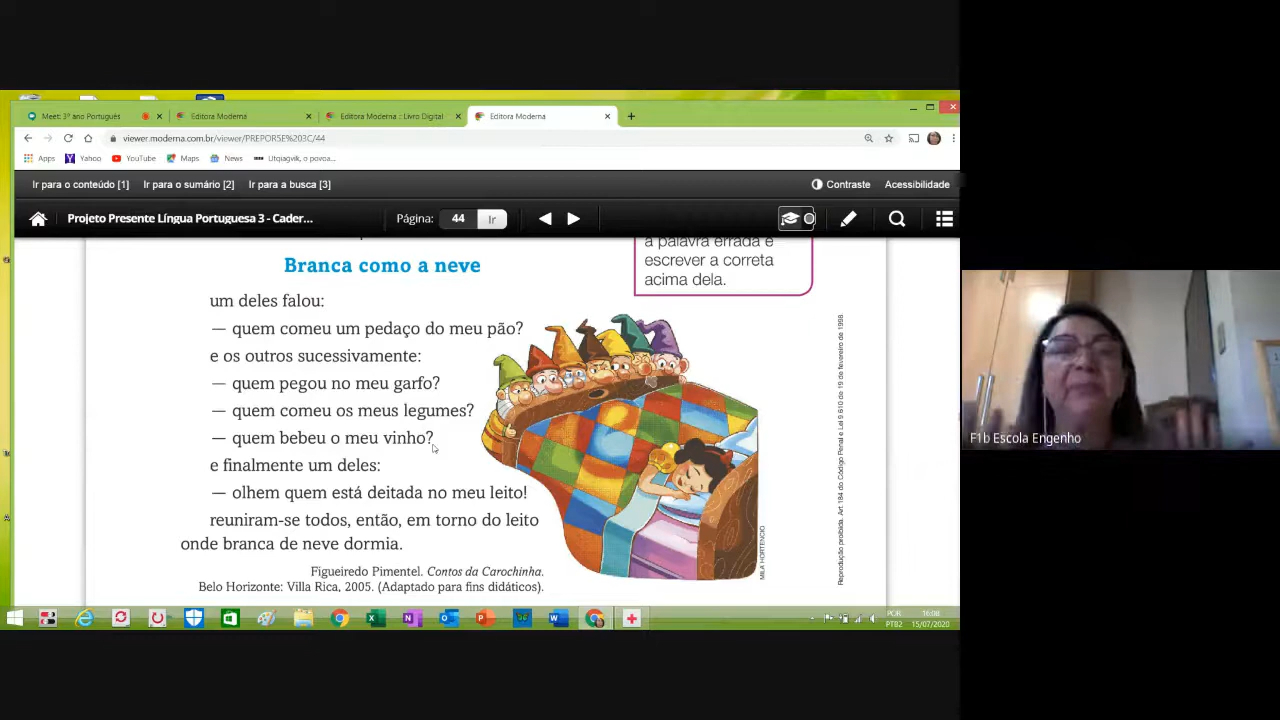 Meet: 3º ano Português
Editora Moderna
Editora Moderna :: Livro Digital
Editora Moderna
viewer.moderna.com.br/viewer/PREPORSE%203C/44
Apps
Yahoo
YouTube
Maps
News
Utqiagvik, o povoa...
Ir para o conteúdo [1]
Ir para o sumário [2]
Ir para a busca [3]
Contraste
Acessibilidade
Projeto Presente Língua Portuguesa 3 - Cader...
Página:
44
Ir
a palavra errada e
escrever a correta
acima dela.
Branca como a neve
um deles falou:
— quem comeu um pedaço do meu pão?
e os outros sucessivamente:
— quem pegou no meu garfo?
— quem comeu os meus legumes?
— quem bebeu o meu vinho?
e finalmente um deles:
— olhem quem está deitada no meu leito!
reuniram-se todos, então, em torno do leito
onde branca de neve dormia.
Figueiredo Pimentel. Contos da Carochinha.
Belo Horizonte: Villa Rica, 2005. (Adaptado para fins didáticos).
MILA HORTENCIO
Reprodução proibida. Art.184 do Código Penal e Lei 9.610 de 19 de fevereiro de 1998.
F1b Escola Engenho
POR
PTB2
16:08
15/07/2020